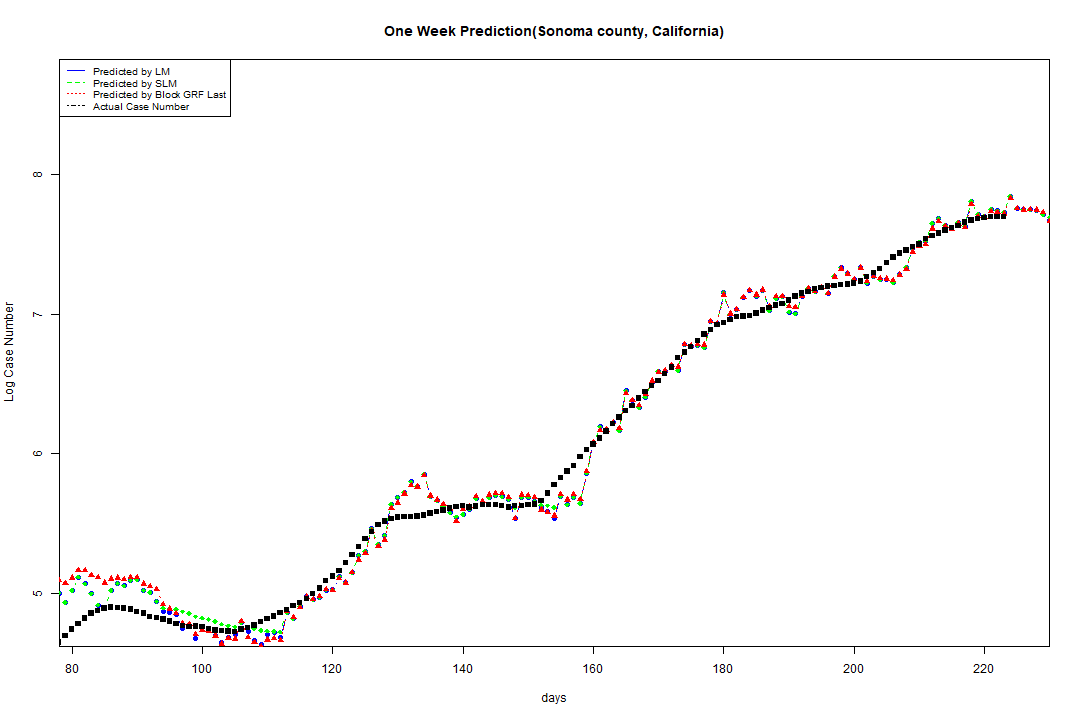 One Week Prediction(Sonoma county, California)
Predicted by LM
Predicted by SLM
Predicted by Block GRF Last
Actual Case Number
Log Case Number
8
7
6
5
80 100 120 140 160 180 200 220
days